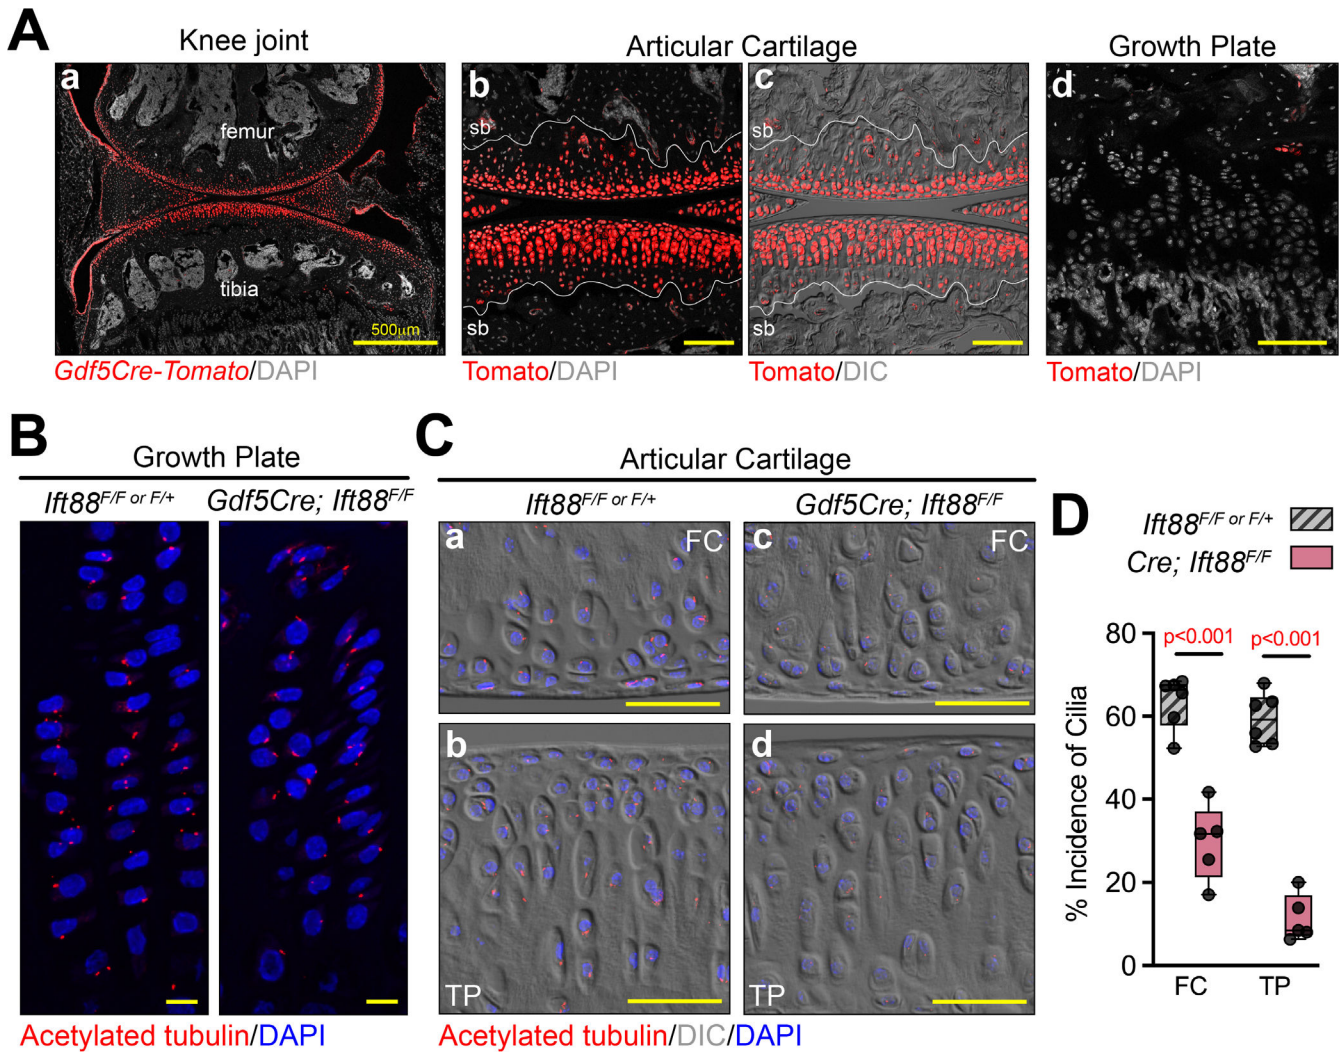 A
Knee joint
Articular Cartilage
Growth Plate
a
b
c
d
femur
tibia
500µm
sb
sb
sb
sb
Gdf5Cre-Tomato/DAPI
Tomato/DAPI
Tomato/DIC
Tomato/DAPI
B
Growth Plate
Ift88F/F or F/+
Gdf5Cre; Ift88F/F
Acetylated tubulin/DAPI
C
Articular Cartilage
Ift88F/F or F/+
Gdf5Cre; Ift88F/F
a
FC
c
FC
b
TP
d
TP
Acetylated tubulin/DIC/DAPI
D
Ift88F/F or F/+
Cre; Ift88F/F
p<0.001
p<0.001
% Incidence of Cilia
80
60
40
20
0
FC
TP